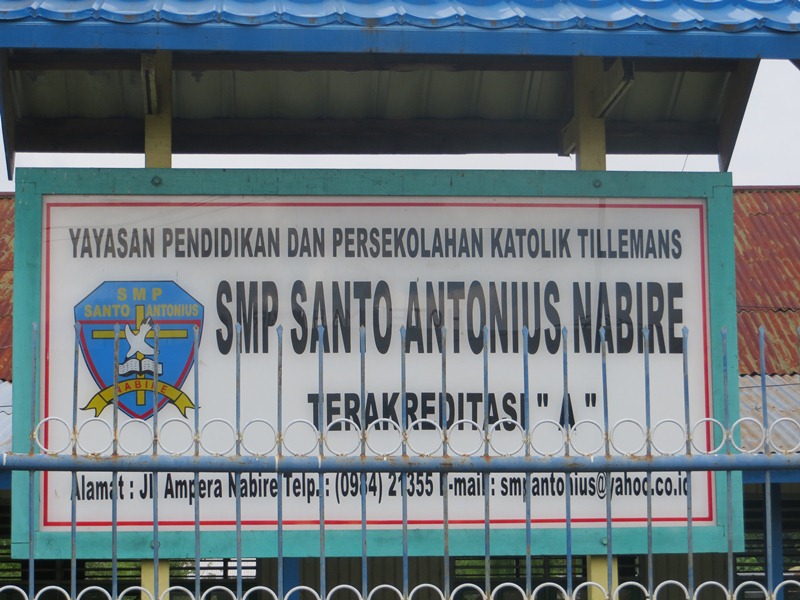 YAYASAN PENDIDIKAN DAN PERSEKOLAHAN KATOLIK TILLEMANS
SMP
SANTO ANTONIUS
NABIRE
SMP SANTO ANTONIUS NABIRE
TERAKREDITASI " A "
Alamat : Jl. Ampera Nabire Telp. : (0984) 21355 E-mail : smpantonius@yahoo.co.id